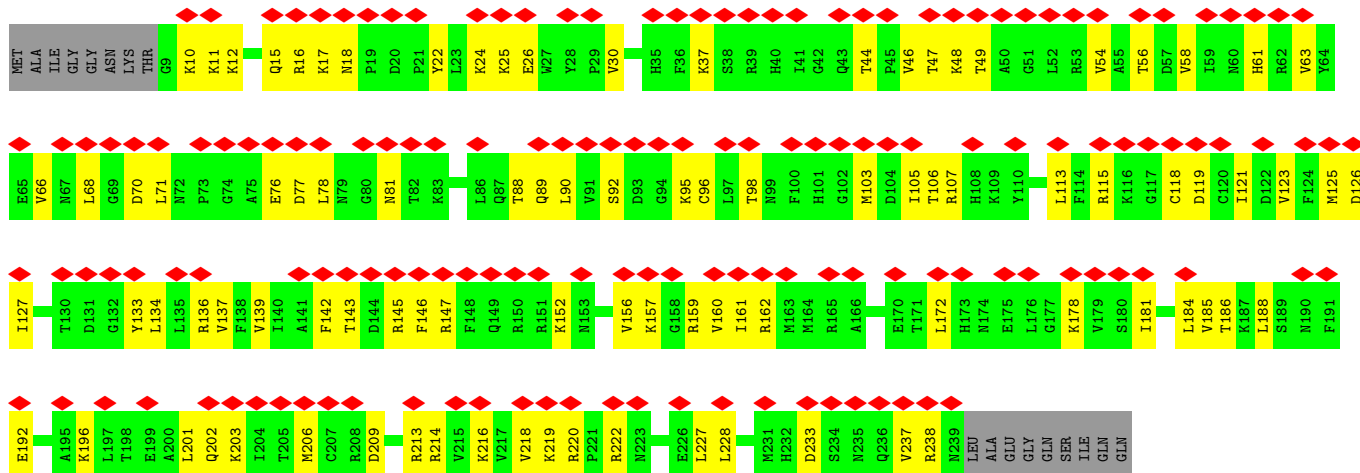 MET ALA ILE GLY GLY ASN LYS THR G9 K10 K11 K12 Q15 R16 K17 N18 P19 D20 P21 Y22 L23 K24 K25 E26 W27 Y28 P29 V30 H35 F36 K37 S38 R39 H40 I41 G42 Q43 T44 P45 V46 T47 K48 T49 A50 G51 L52 R53 V54 A55 T56 D57 V58 I59 N60 H61 R62 V63 Y64
E65 V66 N67 L68 G69 D70 L71 N72 P73 G74 A75 E76 D77 L78 N79 G80 N81 T82 K83 L86 Q87 T88 Q89 L90 V91 S92 D93 G94 K95 C96 L97 T98 N99 F100 H101 G102 M103 D104 I105 T106 R107 H108 K109 Y110 L113 F114 R115 K116 G117 C118 D119 C120 I121 D122 V123 F124 M125 D126
I127 T130 D131 G132 Y133 L134 L135 R136 V137 F138 V139 I140 A141 F142 T143 D144 R145 F146 R147 F148 Q149 R150 R151 K152 N153 V156 K157 G158 R159 V160 I161 R162 M163 M164 R165 A166 E170 T171 L172 H173 N174 E175 L176 G177 K178 V179 S180 I181 L184 V185 T186 K187 L188 S189 N190 F191
E192 A195 K196 L197 T198 E199 A200 L201 Q202 K203 I204 T205 M206 C207 R208 D209 R213 R214 V215 K216 V217 V218 K219 R220 P221 R222 N223 E226 L227 L228 M231 H232 D233 S234 N235 Q236 V237 R238 N239 LEU ALA GLU GLY GLN SER ILE GLN GLN